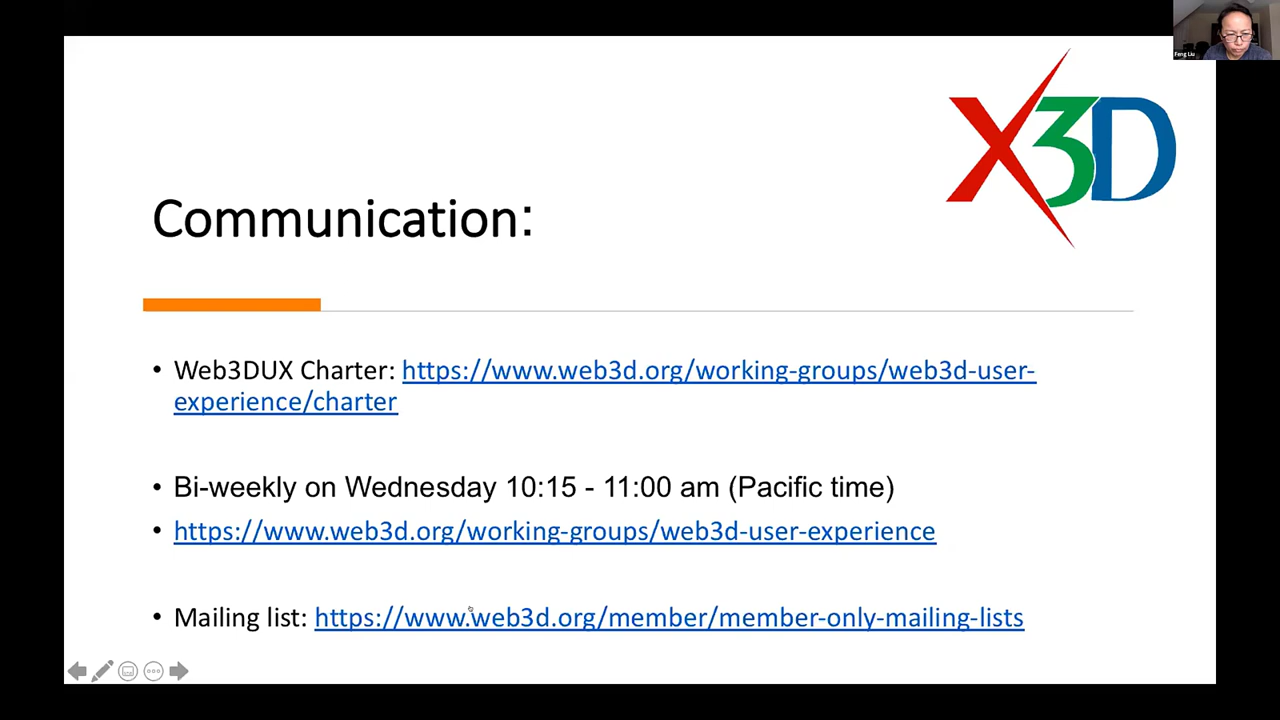 Feng Liu
X3D
Communication:
• Web3DUX Charter: https://www.web3d.org/working-groups/web3d-user-
experience/charter
• Bi-weekly on Wednesday 10:15 - 11:00 am (Pacific time)
• https://www.web3d.org/working-groups/web3d-user-experience
• Mailing list: https://www.web3d.org/member/member-only-mailing-lists